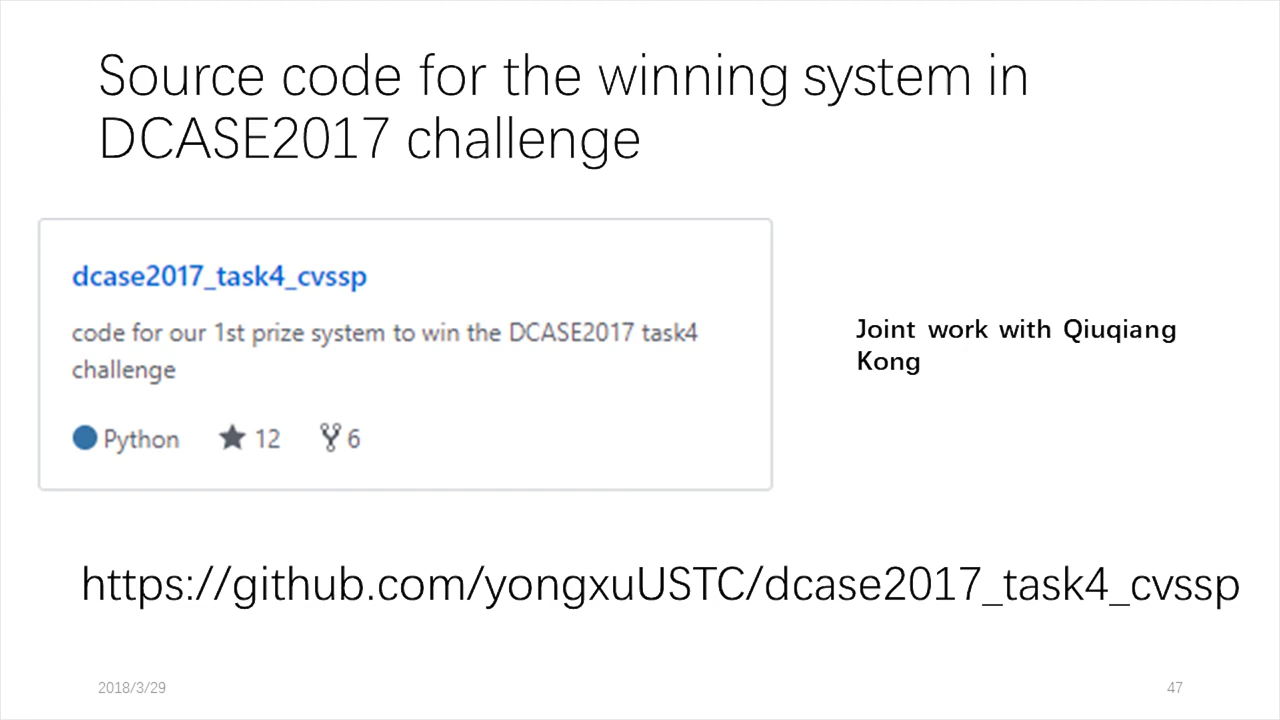 Source code for the winning system in
DCASE2017 challenge
dcase2017_task4_cvssp
code for our 1st prize system to win the DCASE2017 task4
challenge
Python 12 6
Joint work with Qiuqiang
Kong
https://github.com/yongxuUSTC/dcase2017_task4_cvssp
2018/3/29
47